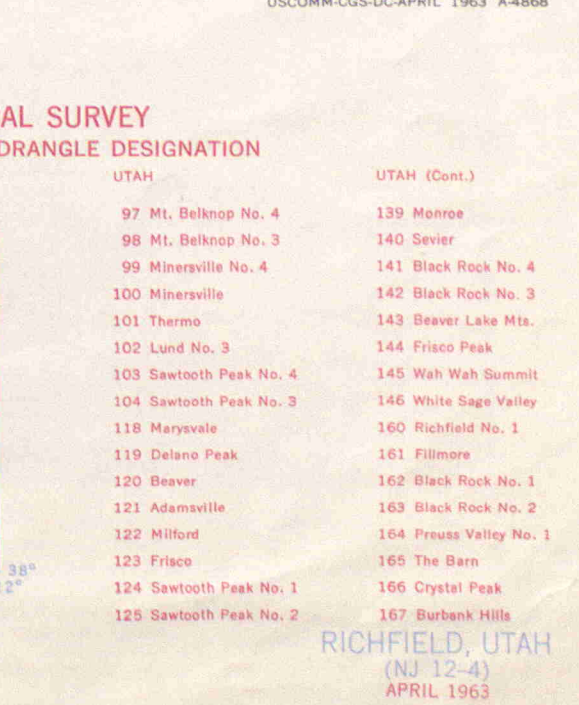 USCOMM-CGS-DC-APRIL 1963 A-4868
AL SURVEY
DRANGLE DESIGNATION
UTAH
97 Mt. Belknop No. 4
98 Mt. Belknop No. 3
99 Minersville No. 4
100 Minersville
101 Thermo
102 Lund No. 3
103 Sawtooth Peak No. 4
104 Sawtooth Peak No. 3
118 Marysvale
119 Delano Peak
120 Beaver
121 Adamsville
122 Milford
123 Frisco
124 Sawtooth Peak No. 1
125 Sawtooth Peak No. 2
UTAH (Cont.)
139 Monroe
140 Sevier
141 Black Rock No. 4
142 Black Rock No. 3
143 Beaver Lake Mts.
144 Frisco Peak
145 Wah Wah Summit
146 White Sage Valley
160 Richfield No. 1
161 Fillmore
162 Black Rock No. 1
163 Black Rock No. 2
164 Preuss Valley No. 1
165 The Barn
166 Crystal Peak
167 Burbank Hills
38°
2°
RICHFIELD, UTAH
(NJ 12-4)
APRIL 1963